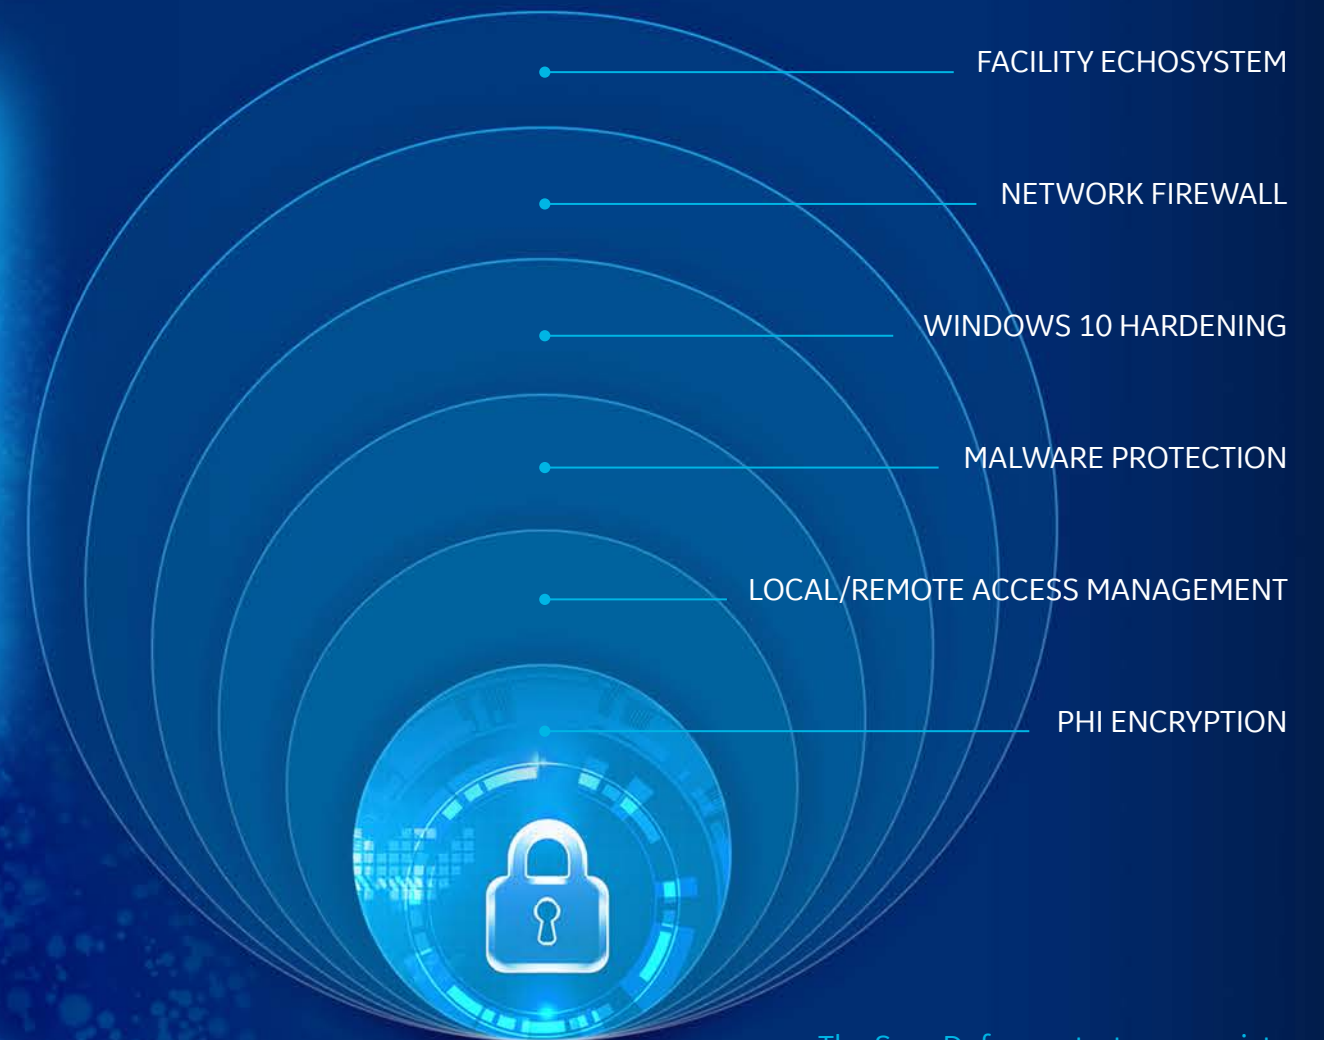 FACILITY ECHOSYSTEM
NETWORK FIREWALL
WINDOWS 10 HARDENING
MALWARE PROTECTION
LOCAL/REMOTE ACCESS MANAGEMENT
PHI ENCRYPTION